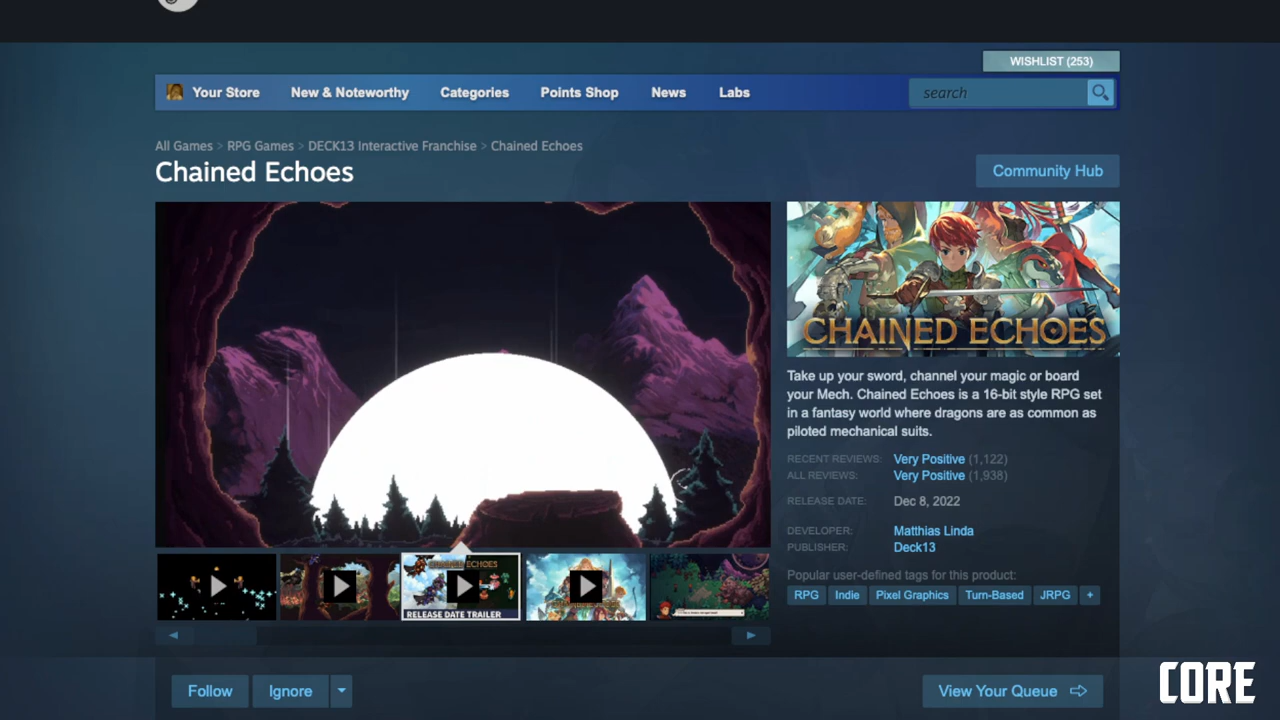 WISHLIST (253)
Your Store New & Noteworthy Categories Points Shop News Labs search
All Games > RPG Games > DECK13 Interactive Franchise > Chained Echoes
Chained Echoes
Community Hub
CHAINED ECHOES
Take up your sword, channel your magic or board
your Mech. Chained Echoes is a 16-bit style RPG set
in a fantasy world where dragons are as common as
piloted mechanical suits.
RECENT REVIEWS: Very Positive (1,122)
ALL REVIEWS: Very Positive (1,938)
RELEASE DATE: Dec 8, 2022
DEVELOPER: Matthias Linda
PUBLISHER: Deck13
Popular user-defined tags for this product:
RPG Indie Pixel Graphics Turn-Based JRPG +
CHAINED ECHOES
RELEASE DATE TRAILER
Follow Ignore View Your Queue
CORE